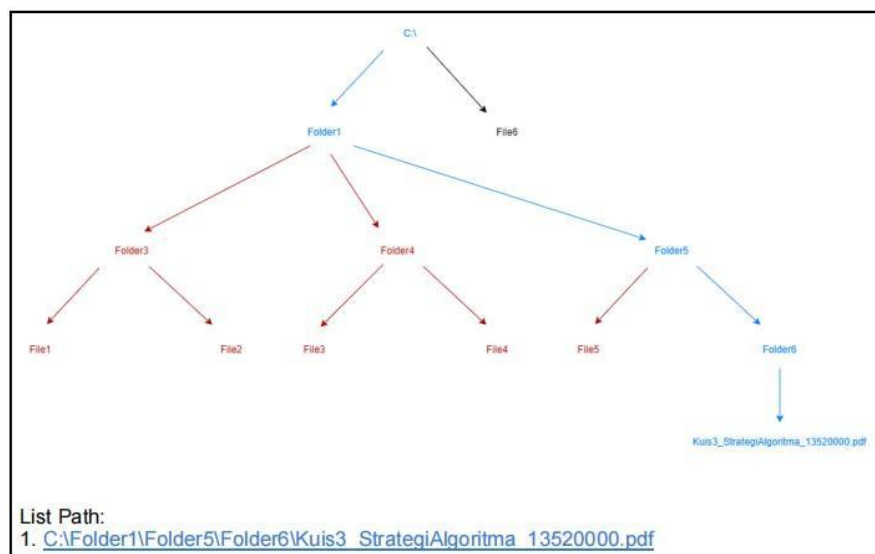 C:\
Folder1
File6
Folder3
Folder4
Folder5
File1
File2
File3
File4
File5
Folder6
Kuis3_StrategiAlgoritma_13520000.pdf
List Path:
1. C:\Folder1\Folder5\Folder6\Kuis3_StrategiAlgoritma_13520000.pdf